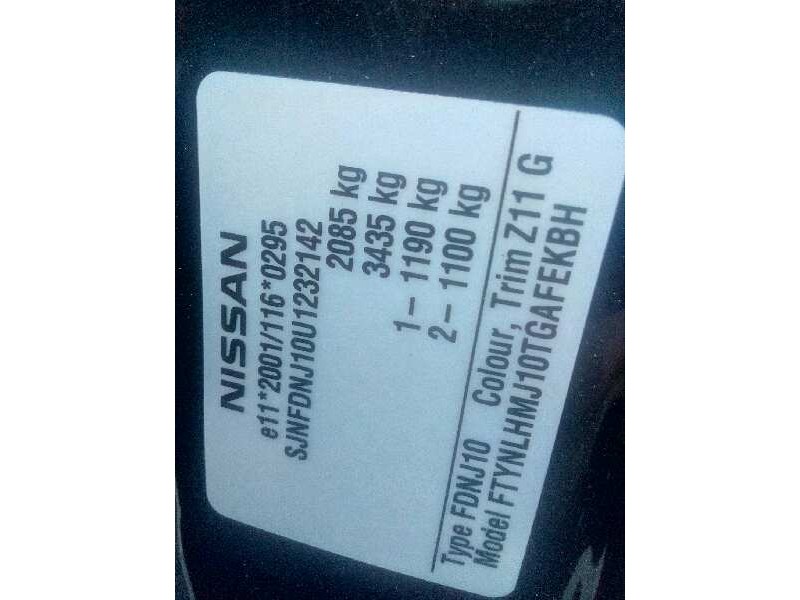 NISSAN
e11*2001/116*0295
SJNFDNJ10U1232142
2085 kg
3435 kg
1– 1190 kg
2– 1100 kg
Type FDNJ10 Colour, Trim Z11 G
Model FTYNLHMJ10TGAFEKBH